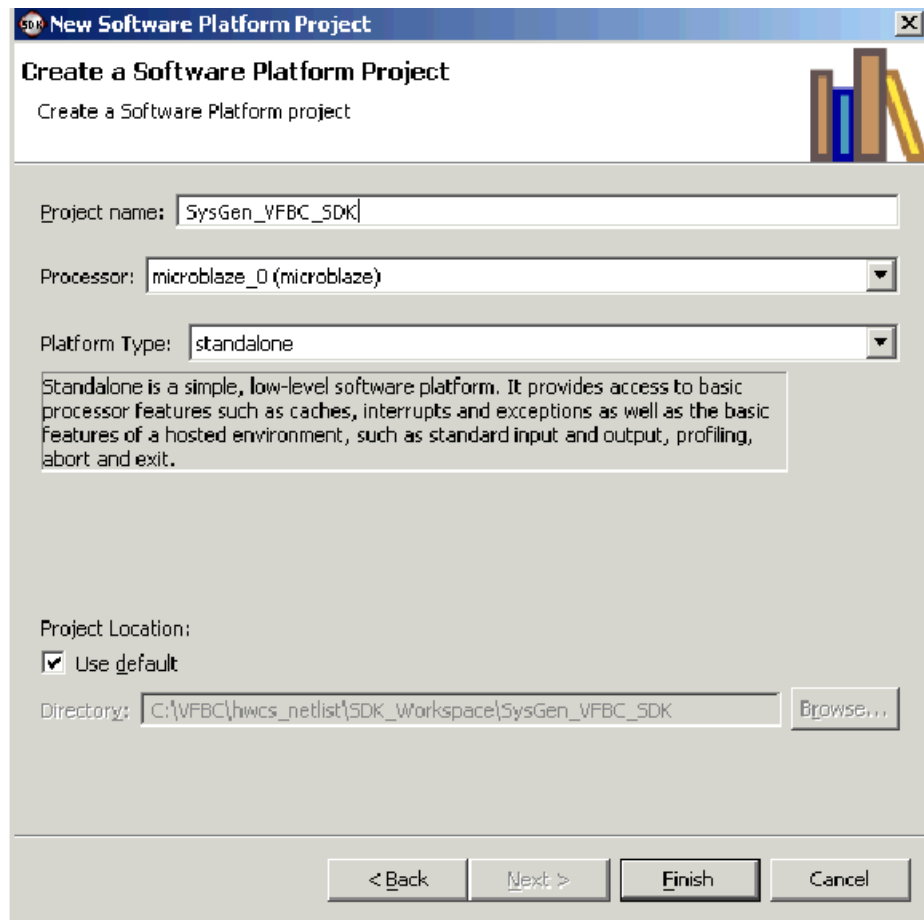 SDK New Software Platform Project
Create a Software Platform Project
Create a Software Platform project
Project name: SysGen_VFBC_SDK
Processor: microblaze_0 (microblaze)
Platform Type: standalone
Standalone is a simple, low-level software platform. It provides access to basic
processor features such as caches, interrupts and exceptions as well as the basic
features of a hosted environment, such as standard input and output, profiling,
abort and exit.
Project Location:
Use default
Directory: C:\VFBC\hwcs_netlist\SDK_Workspace\SysGen_VFBC_SDK Browse...
< Back Next > Finish Cancel